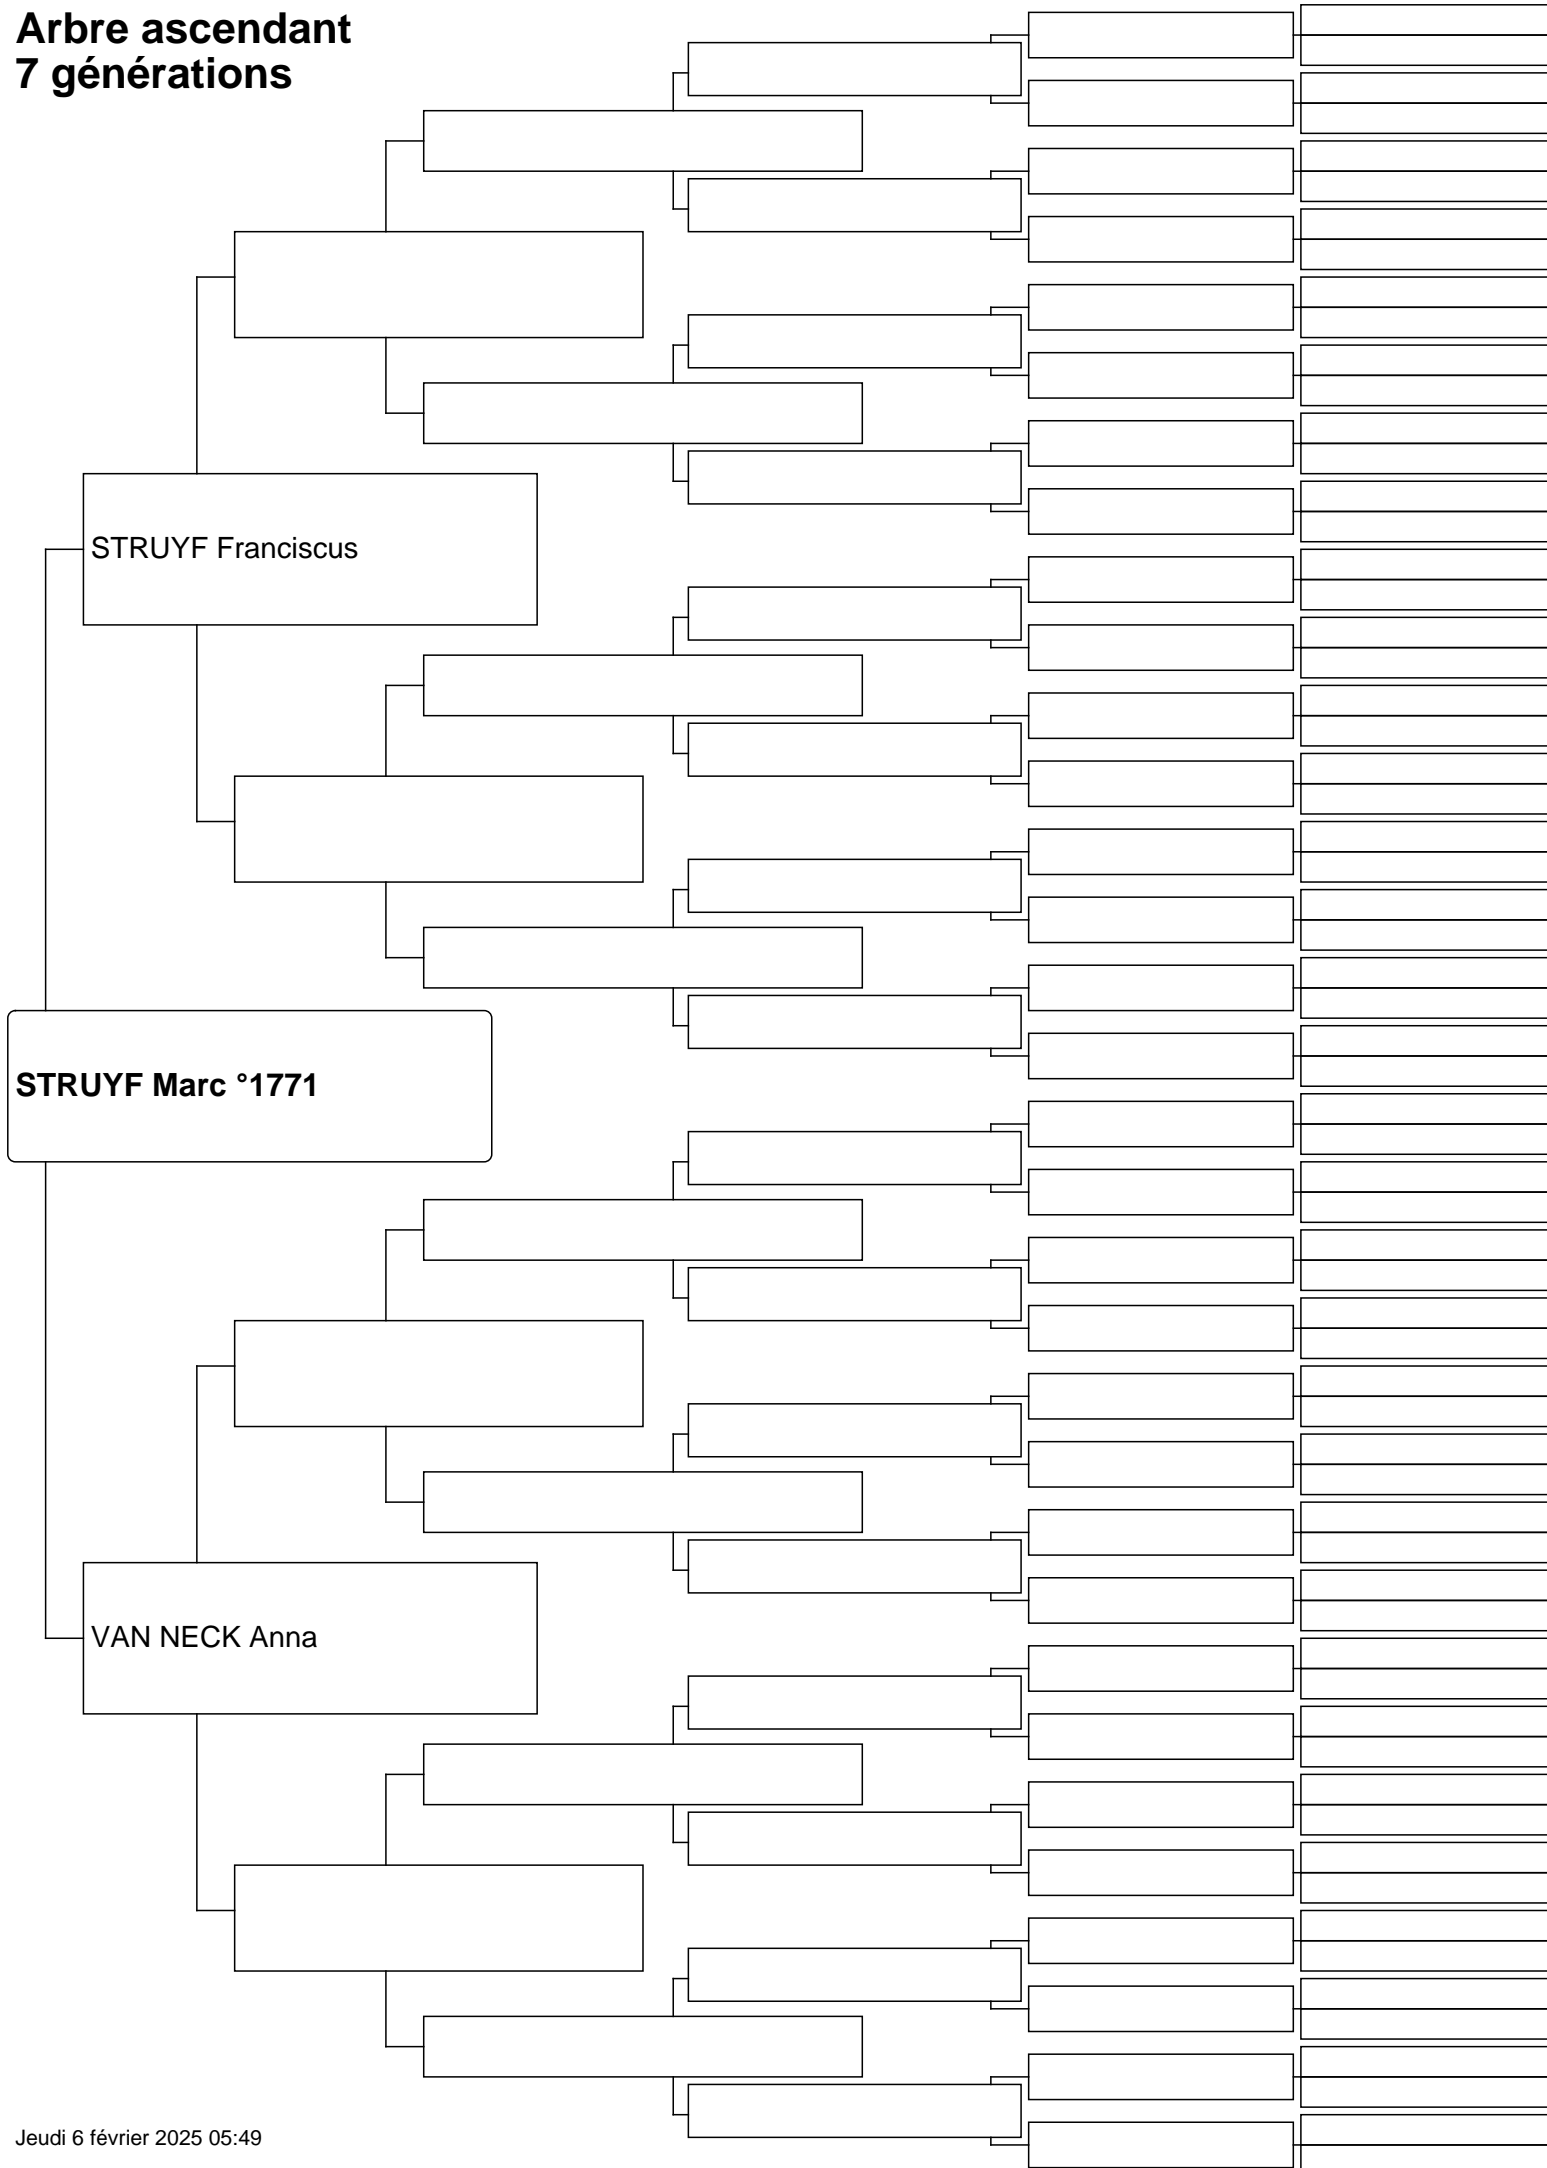 Arbre ascendant
7 générations
STRUYF Franciscus
STRUYF Marc °1771
VAN NECK Anna
Jeudi 6 février 2025 05:49